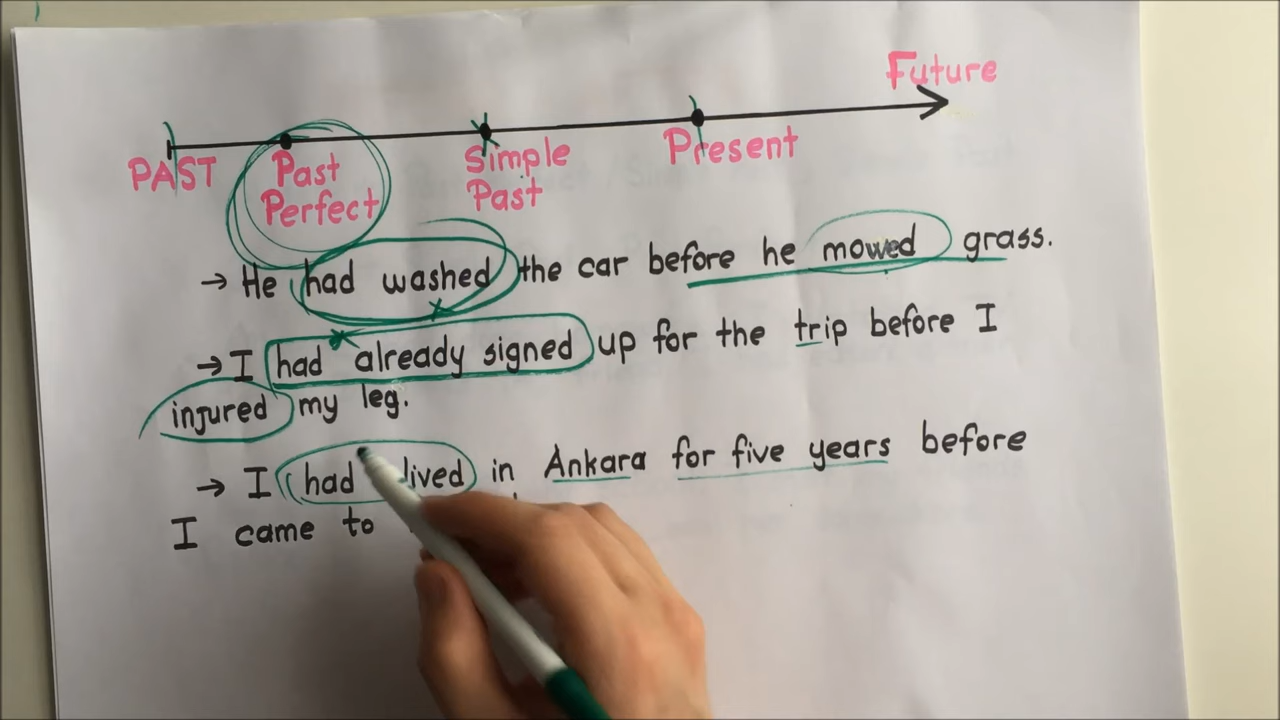 Future
PAST Past Perfect Simple Past Present
→ He had washed the car before he mowed grass.
→ I had already signed up for the trip before I
injured my leg.
→ I had lived in Ankara for five years before
I came to